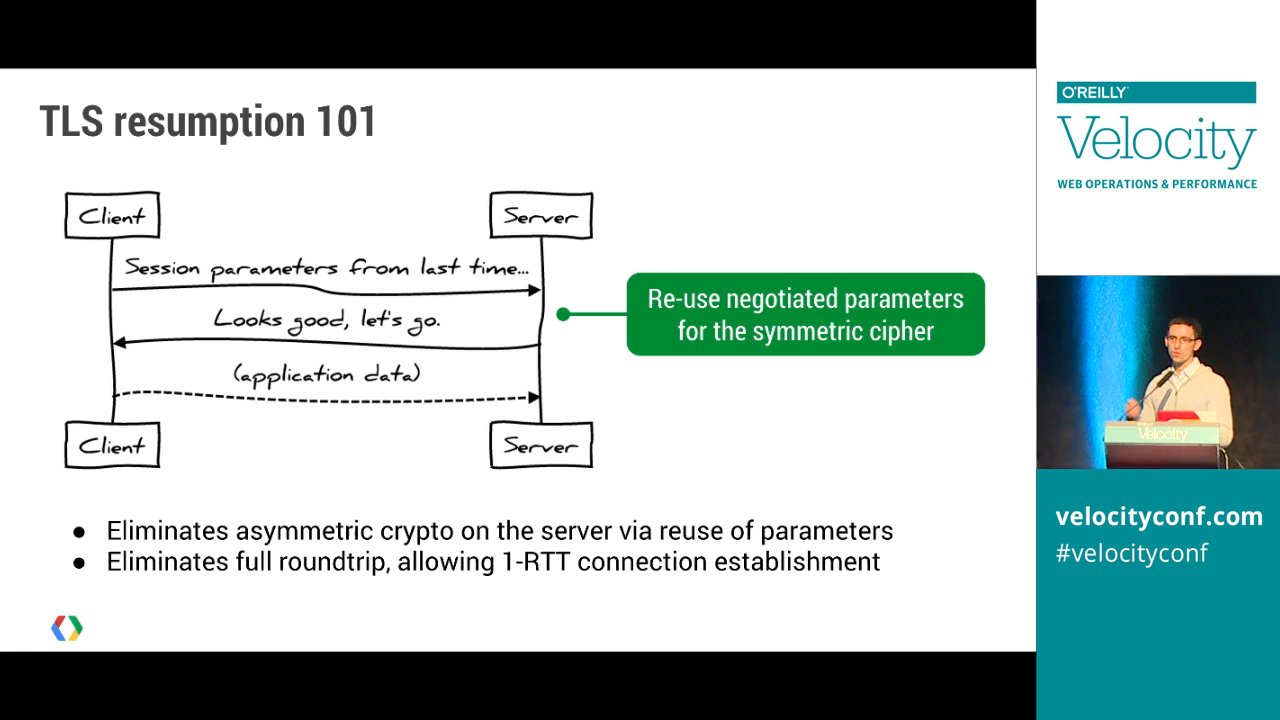 TLS resumption 101
Client
Server
Session parameters from last time...
Looks good, let's go.
(application data)
Client
Server
Re-use negotiated parameters
for the symmetric cipher
● Eliminates asymmetric crypto on the server via reuse of parameters
● Eliminates full roundtrip, allowing 1-RTT connection establishment
O'REILLY
Velocity
WEB OPERATIONS & PERFORMANCE
O'REILLY
Velocity
velocityconf.com
#velocityconf